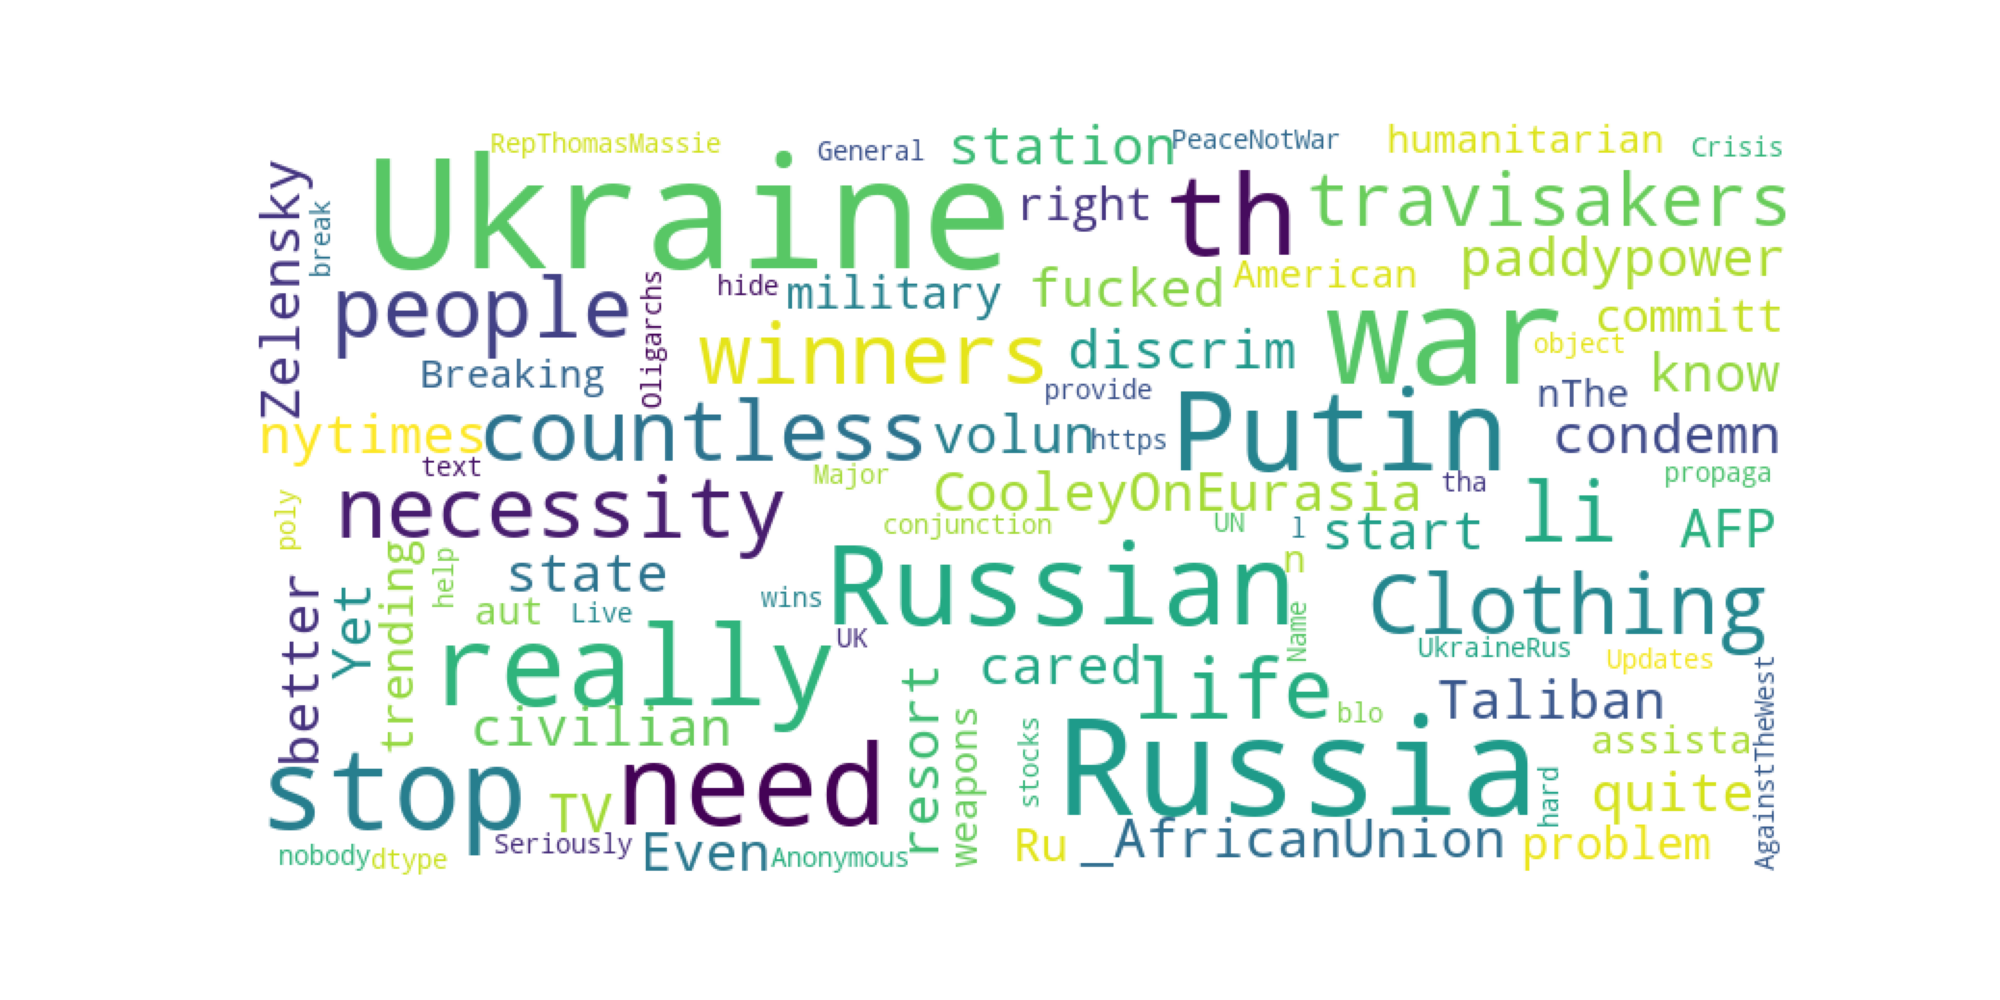 RepThomasMassie
General
station
PeaceNotWar
humanitarian
Crisis
Zelensky
break
Ukraine
right
th
travisakers
paddypower
people
Oligarchs
hide
military
fucked
American
war
committ
object
Breaking
winners
discrim
know
provide
nThe
nytimes
countless
volun
https
Putin
condemn
text
necessity
Major
CooleyOnEurasia
tha
propaga
poly
conjunction
UN
l
start
li
AFP
trending
help
state
wins
Russian
n
Clothing
better
Yet
aut
Live
really
UK
Name
UkraineRus
Updates
cared
life
Taliban
AgainstTheWest
civilian
resort
weapons
stocks
blo
Russia
assista
stop
TV
need
hard
quite
nobody
dtype
Seriously
Even
Anonymous
Ru
_AfricanUnion
problem